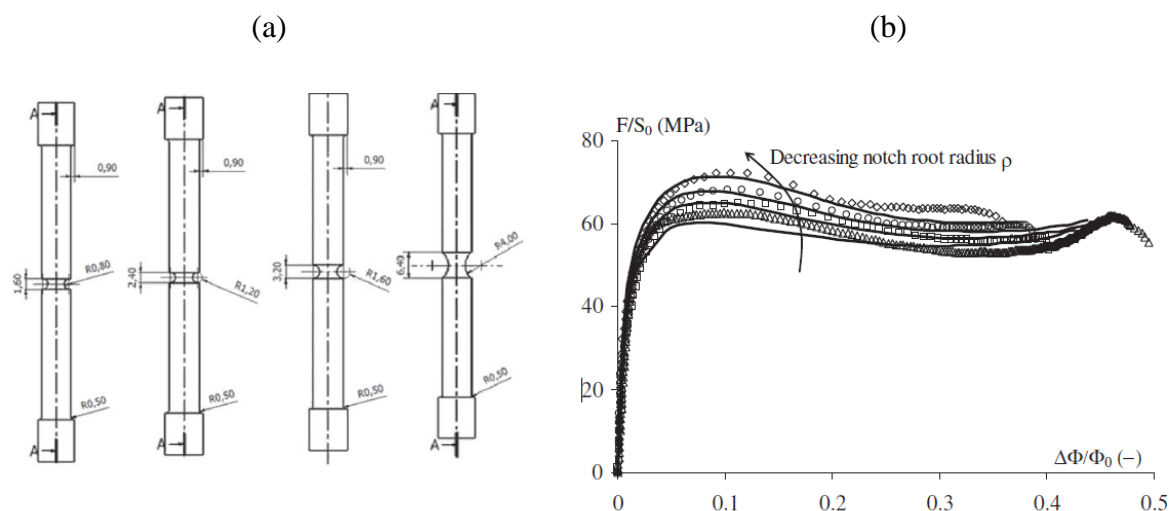 (a)
(b)
A
0,90
1,60
R0,80
R0,50
A
A
0,90
2,40
R1,20
R0,50
A
0,90
3,20
R1,60
R0,50
A
6,40
R4,00
R0,50
A
F/S0 (MPa)
80
60
40
20
0
Decreasing notch root radius ρ
ΔΦ/Φ0 (−)
0
0.1
0.2
0.3
0.4
0.5